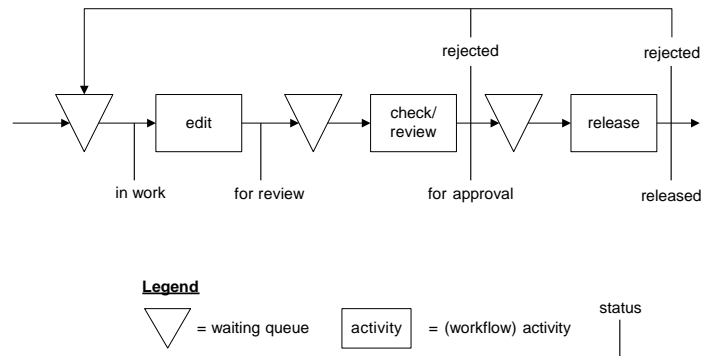 rejected
rejected
edit
check/
review
release
in work
for review
for approval
released
Legend
= waiting queue
activity
= (workflow) activity
status